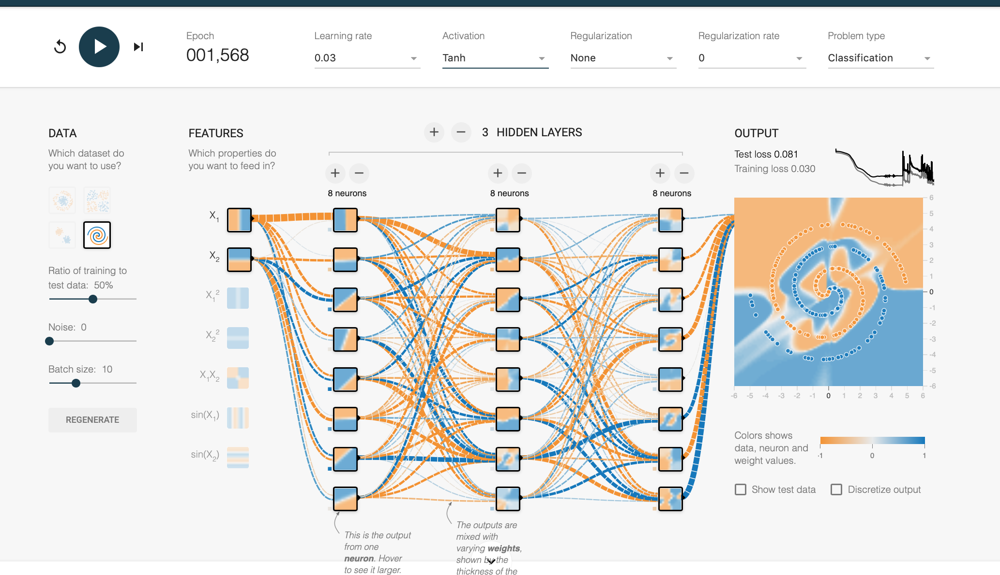 Epoch
001,568
Learning rate
0.03
Activation
Tanh
Regularization
None
Regularization rate
0
Problem type
Classification
DATA
Which dataset do
you want to use?
Ratio of training to
test data: 50%
Noise: 0
Batch size: 10
REGENERATE
FEATURES
Which properties do
you want to feed in?
X1
X2
X1²
X2²
X1X2
sin(X1)
sin(X2)
+ − 3 HIDDEN LAYERS
+ −
8 neurons
+ −
8 neurons
+ −
8 neurons
This is the output
from one
neuron. Hover
to see it larger.
The outputs are
mixed with
varying weights,
shown by the
thickness of the
OUTPUT
Test loss 0.081
Training loss 0.030
6
5
4
3
2
1
0
-1
-2
-3
-4
-5
-6
-6 -5 -4 -3 -2 -1 0 1 2 3 4 5 6
Colors shows
data, neuron and
weight values.
-1 0 1
Show test data
Discretize output